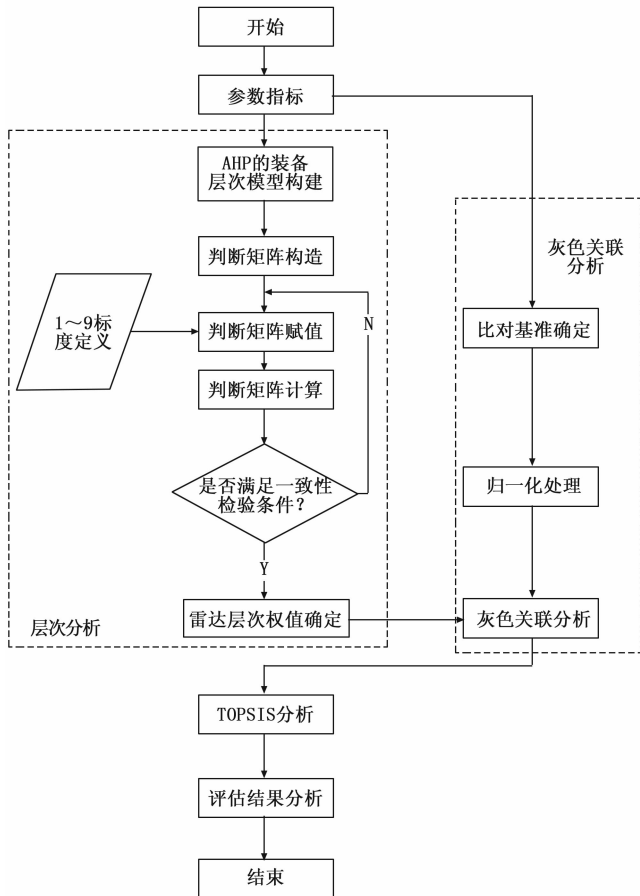 开始
参数指标
AHP的装备
层次模型构建
判断矩阵构造
灰色关联
分析
1～9标
度定义
判断矩阵赋值
N
比对基准确定
判断矩阵计算
是否满足一致性
检验条件?
归一化处理
Y
雷达层次权值确定
灰色关联分析
层次分析
TOPSIS分析
评估结果分析
结束